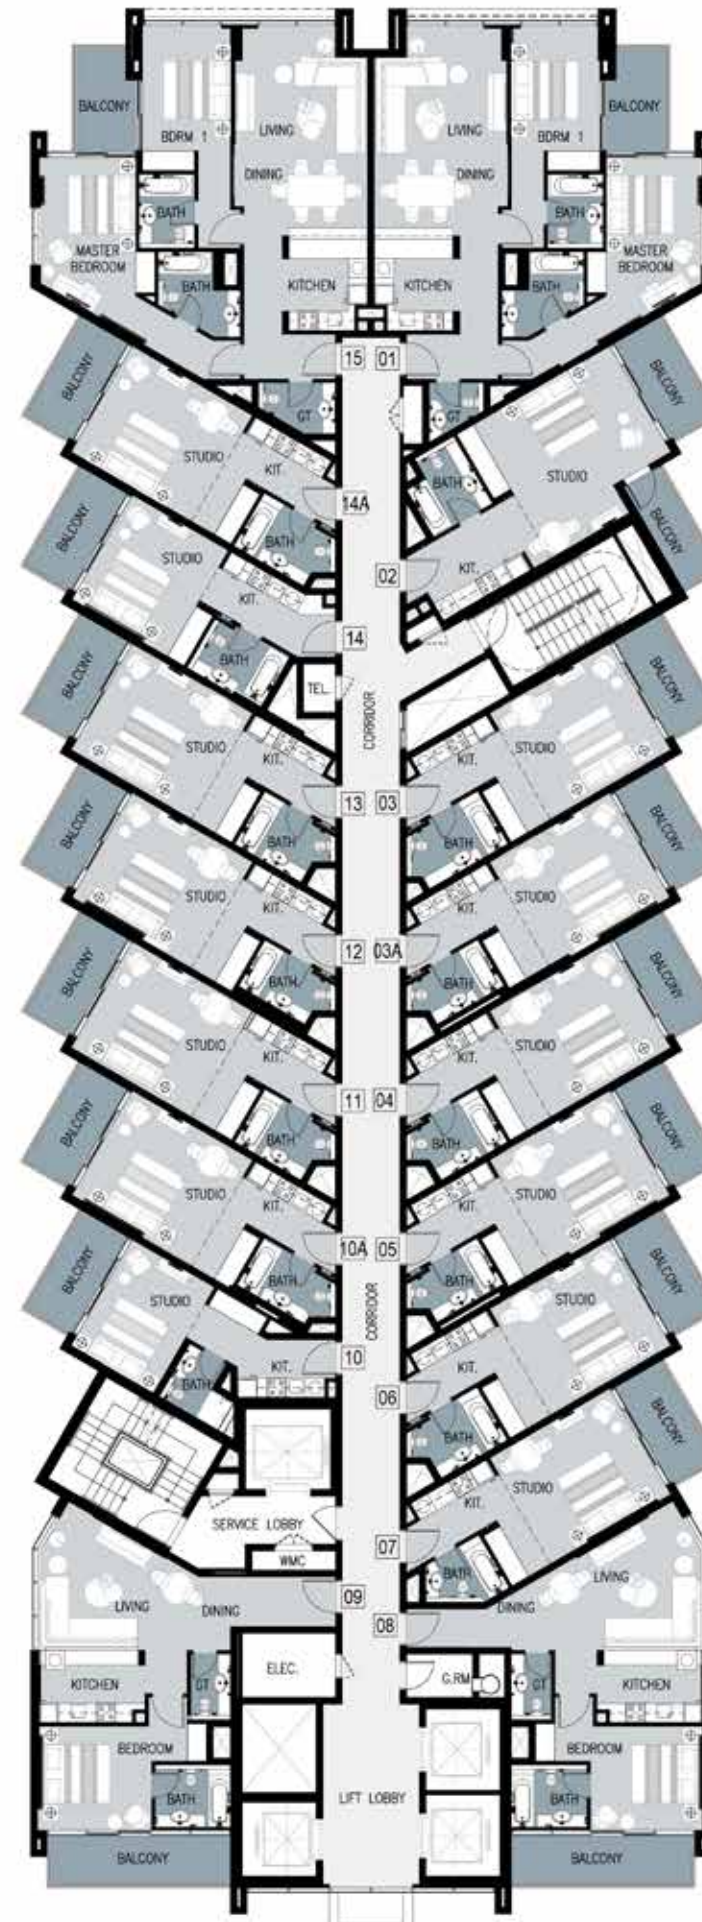 BALCONY
BDRM 1
LIVING
LIVING
BDRM 1
BALCONY
DINING
DINING
BATH
BATH
MASTER
BEDROOM
MASTER
BEDROOM
BATH
KITCHEN
KITCHEN
BATH
15
01
BALCONY
BALCONY
GT
GT
STUDIO
KIT.
BATH
STUDIO
14A
BALCONY
BALCONY
STUDIO
BATH
02
KIT.
KIT.
14
BATH
TEL.
BALCONY
BALCONY
CORRIDOR
STUDIO
KIT.
KIT.
STUDIO
13
03
BATH
BATH
BALCONY
BALCONY
STUDIO
KIT.
KIT.
STUDIO
12
03A
BATH
BATH
BALCONY
BALCONY
STUDIO
KIT.
KIT.
STUDIO
11
04
BATH
BATH
BALCONY
BALCONY
STUDIO
KIT.
KIT.
STUDIO
10A
05
BATH
BATH
BALCONY
BALCONY
STUDIO
CORRIDOR
STUDIO
10
KIT.
KIT.
BATH
06
BALCONY
BATH
STUDIO
KIT.
SERVICE LOBBY
07
WMC
BATH
LIVING
09
LIVING
DINING
DINING
08
ELEC.
G.RM
KITCHEN
GT
GT
KITCHEN
BEDROOM
BEDROOM
BATH
LIFT LOBBY
BATH
BALCONY
BALCONY